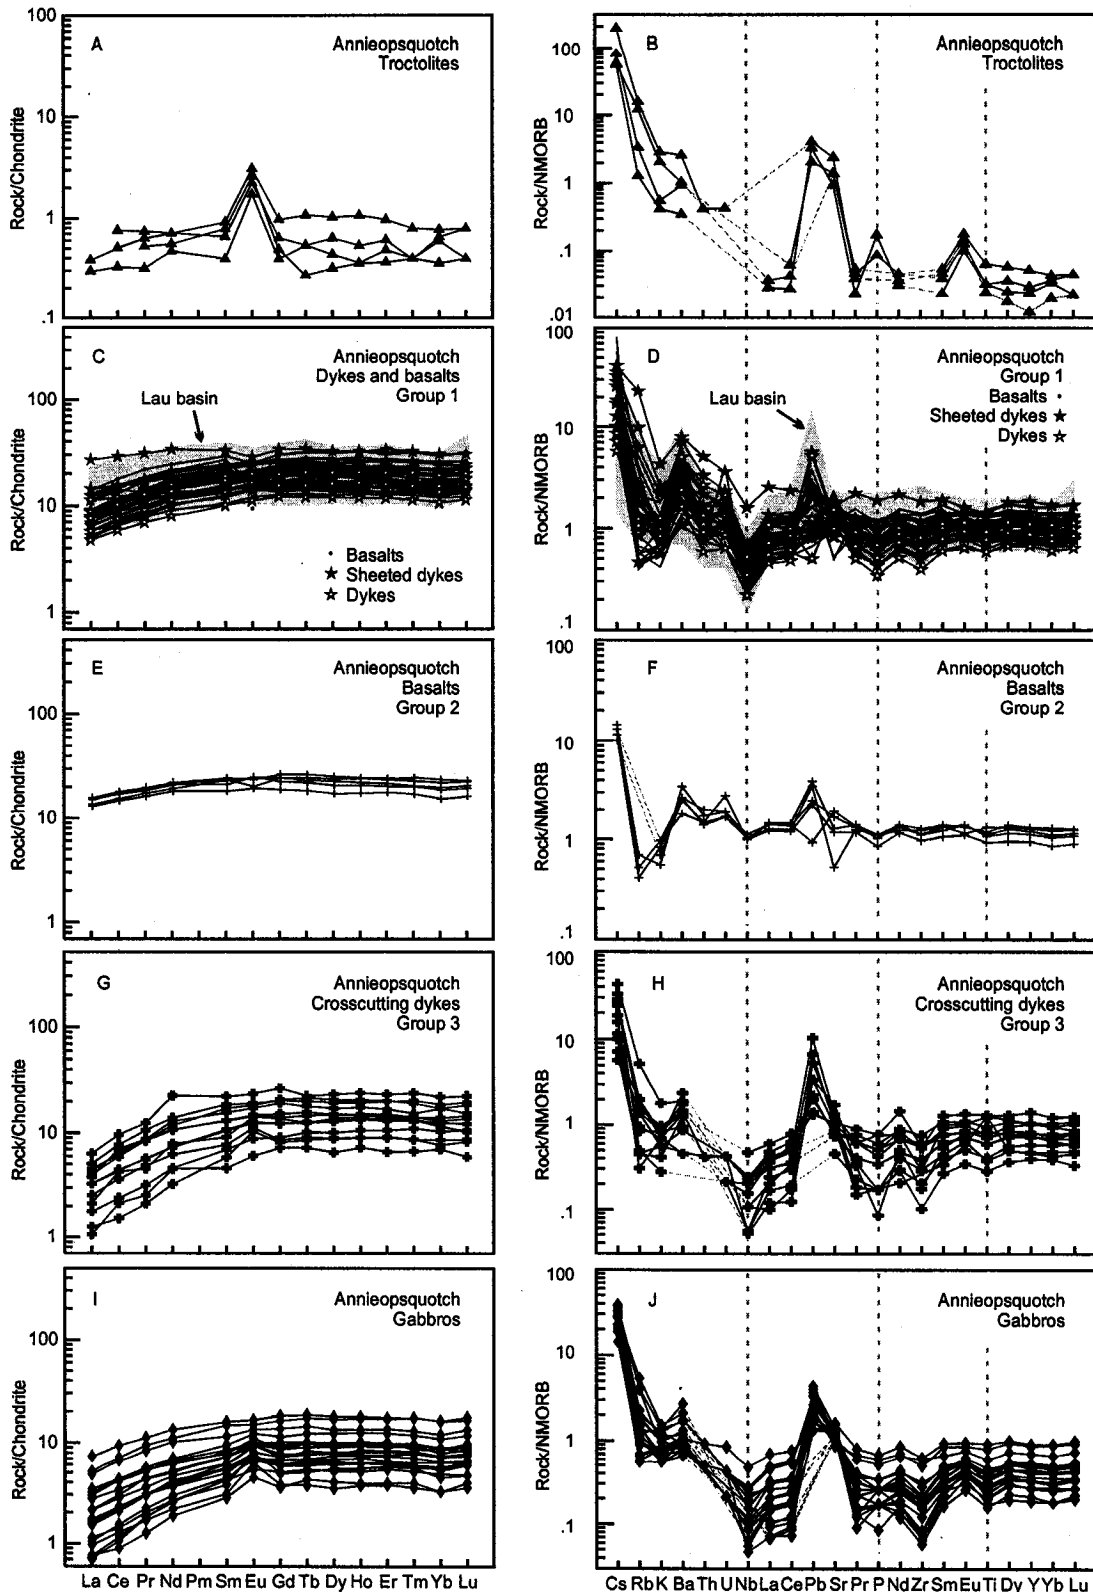 A
Annieopsquotch
Troctolites
Rock/Chondrite
100
10
1
.1
B
Annieopsquotch
Troctolites
Rock/NMORB
100
10
1
.1
.01
C
Annieopsquotch
Dykes and basalts
Group 1
Lau basin
Rock/Chondrite
100
10
1
Basalts
Sheeted dykes
Dykes
D
Annieopsquotch
Group 1
Basalts
Sheeted dykes
Dykes
Lau basin
Rock/NMORB
100
10
1
.1
E
Annieopsquotch
Basalts
Group 2
Rock/Chondrite
100
10
1
F
Annieopsquotch
Basalts
Group 2
Rock/NMORB
100
10
1
.1
G
Annieopsquotch
Crosscutting dykes
Group 3
Rock/Chondrite
100
10
1
H
Annieopsquotch
Crosscutting dykes
Group 3
Rock/NMORB
100
10
1
.1
I
Annieopsquotch
Gabbros
Rock/Chondrite
100
10
1
La Ce Pr Nd Pm Sm Eu Gd Tb Dy Ho Er Tm Yb Lu
J
Annieopsquotch
Gabbros
Rock/NMORB
100
10
1
.1
Cs Rb K Ba Th U Nb La Ce Pb Sr Pr P Nd Zr Sm Eu Ti Dy Y Yb Lu